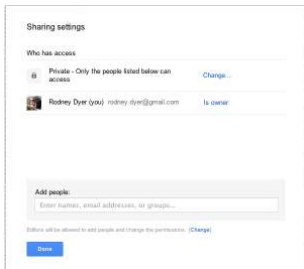 Sharing settings
Who has access
Private - Only the people listed below can access
Change...
Rodney Dyer (you) rodney.dyer@gmail.com
Is owner
Add people:
Enter names, email addresses, or groups...
Editors will be allowed to add people and change the permissions. [Change]
Done